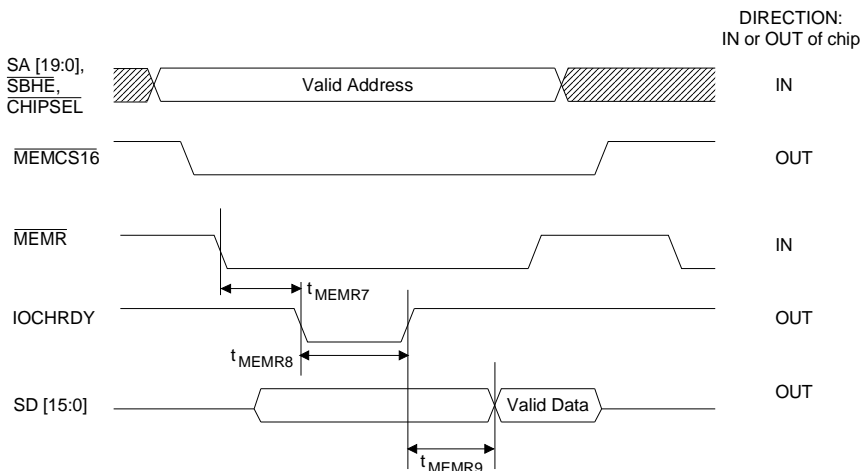 DIRECTION:
IN or OUT of chip
SA [19:0],
SBHE,
CHIPSEL
Valid Address
IN
MEMCS16
OUT
MEMR
IN
tMEMR7
IOCHRDY
OUT
tMEMR8
OUT
SD [15:0]
Valid Data
tMEMR9